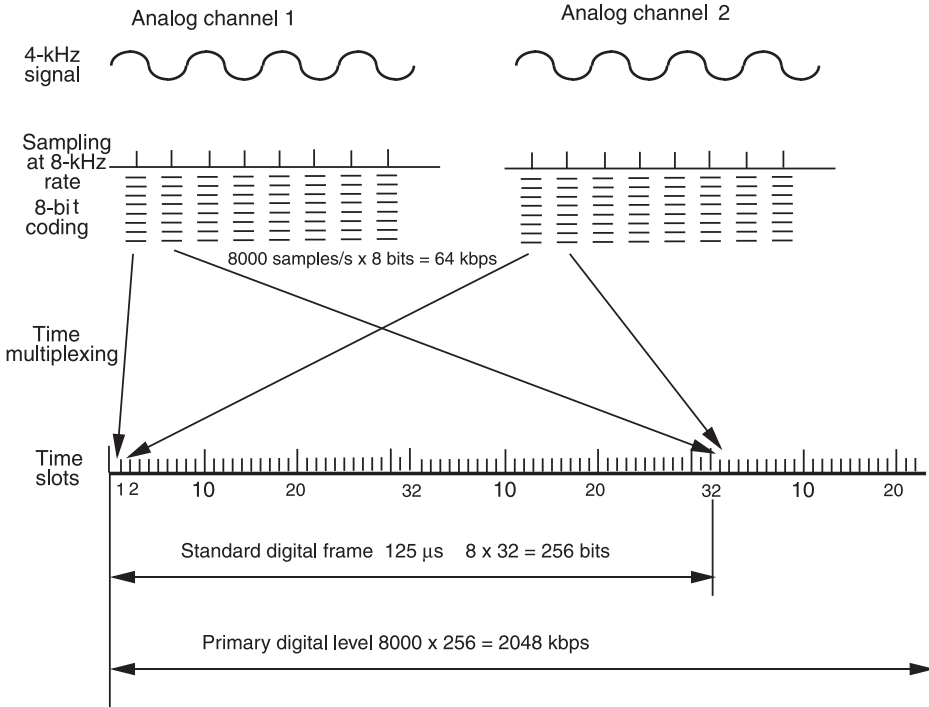 Analog channel 1
Analog channel 2
4-kHz
signal
Sampling
at 8-kHz
rate
8-bit
coding
8000 samples/s x 8 bits = 64 kbps
Time
multiplexing
Time
slots
1 2 10 20 32 10 20 32 10 20
Standard digital frame 125 μs 8 x 32 = 256 bits
Primary digital level 8000 x 256 = 2048 kbps